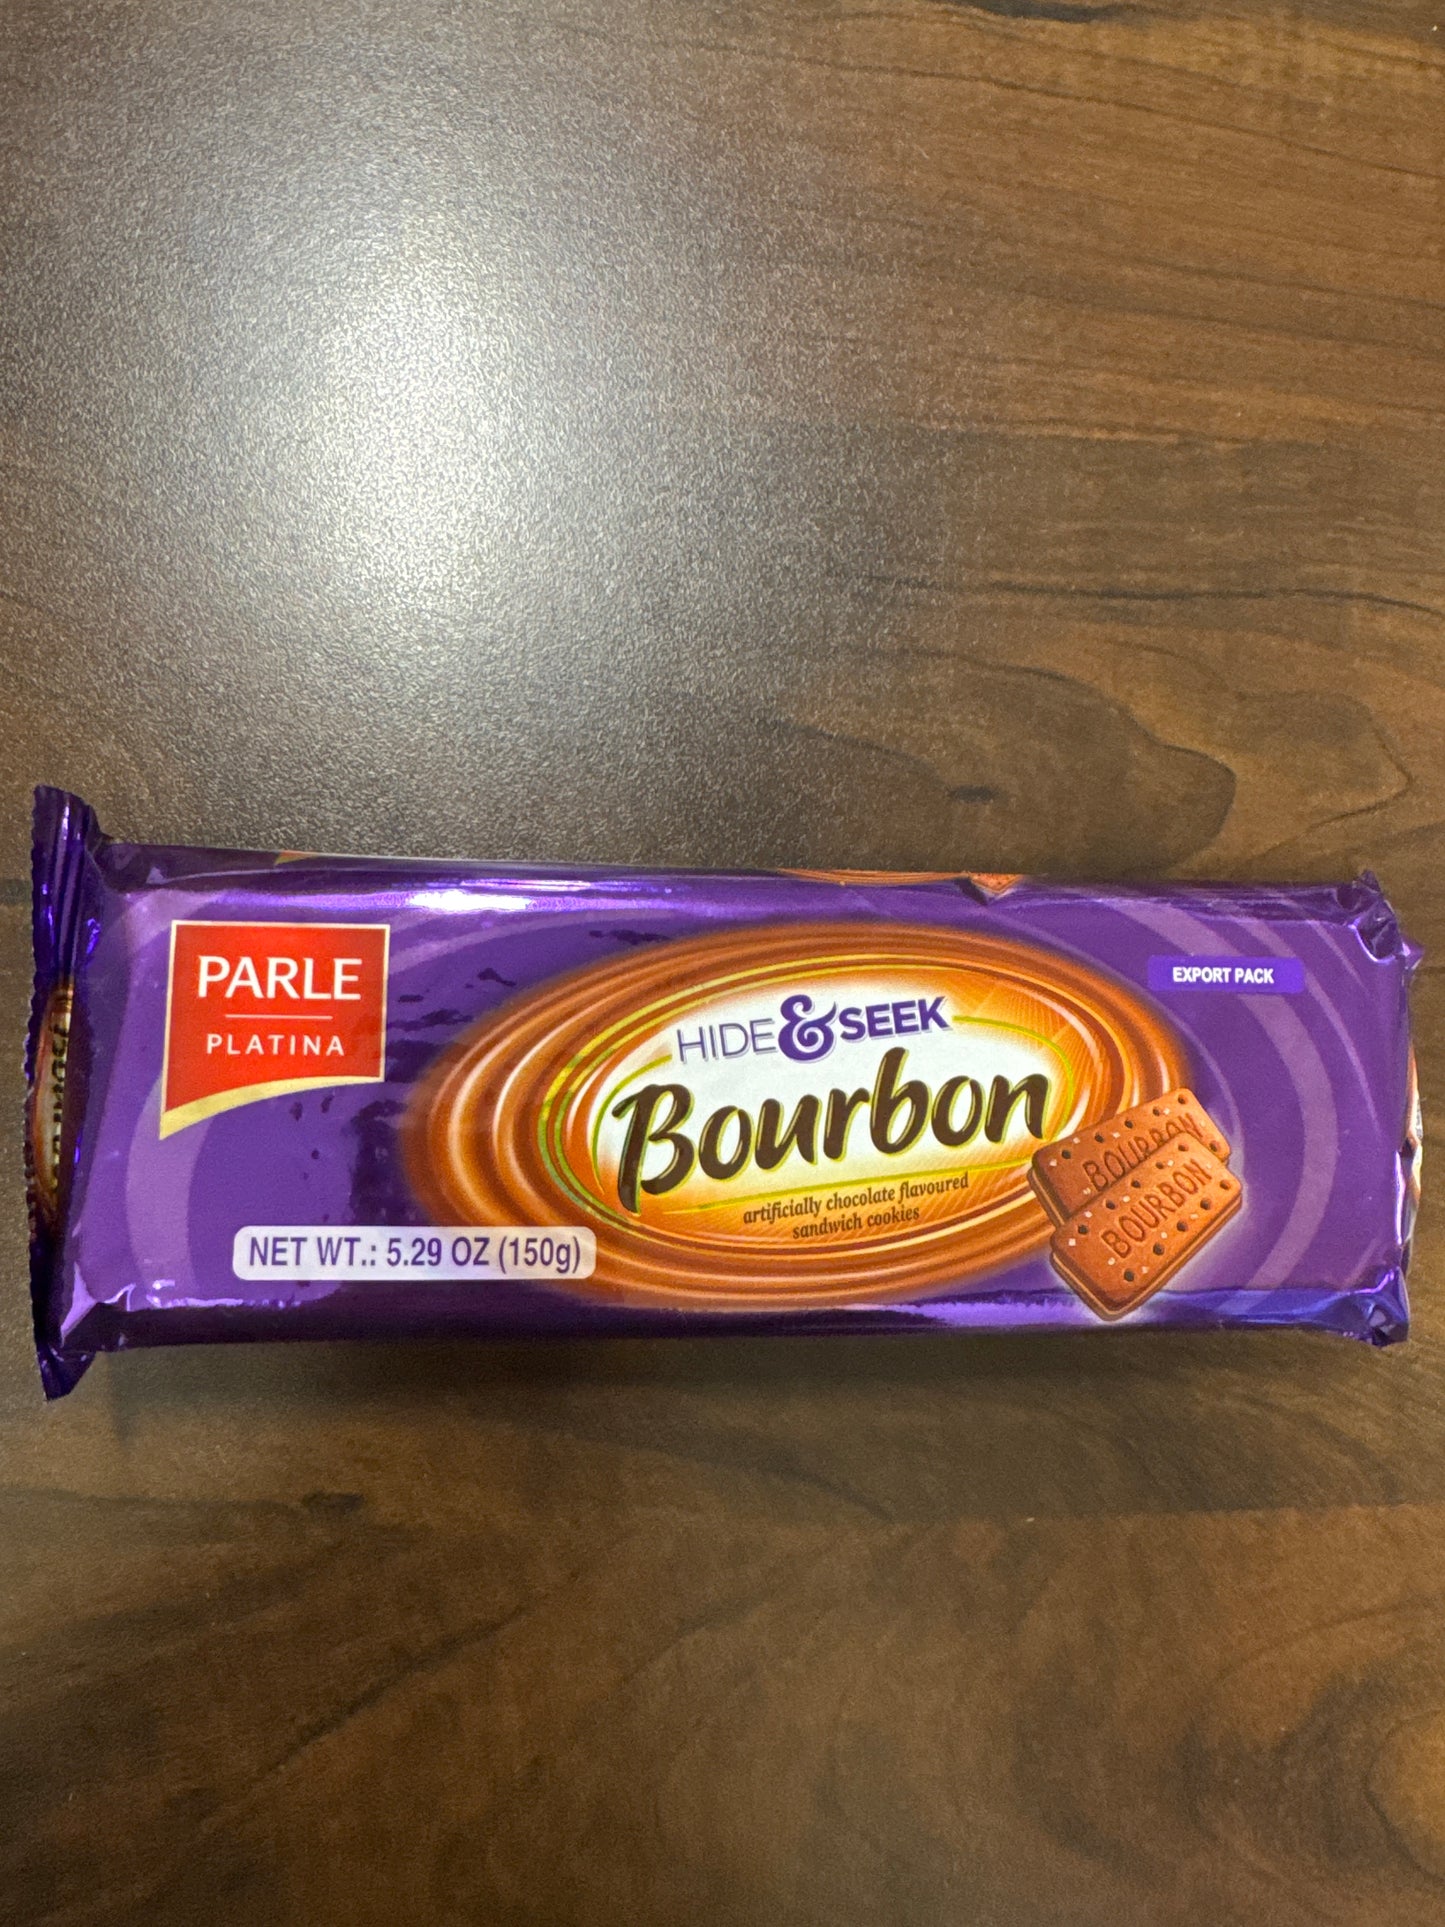 PARLE
PLATINA
EXPORT PACK
HIDE & SEEK
Bourbon
artificially chocolate flavoured
sandwich cookies
BOURBON
BOURBON
NET WT.: 5.29 OZ (150g)